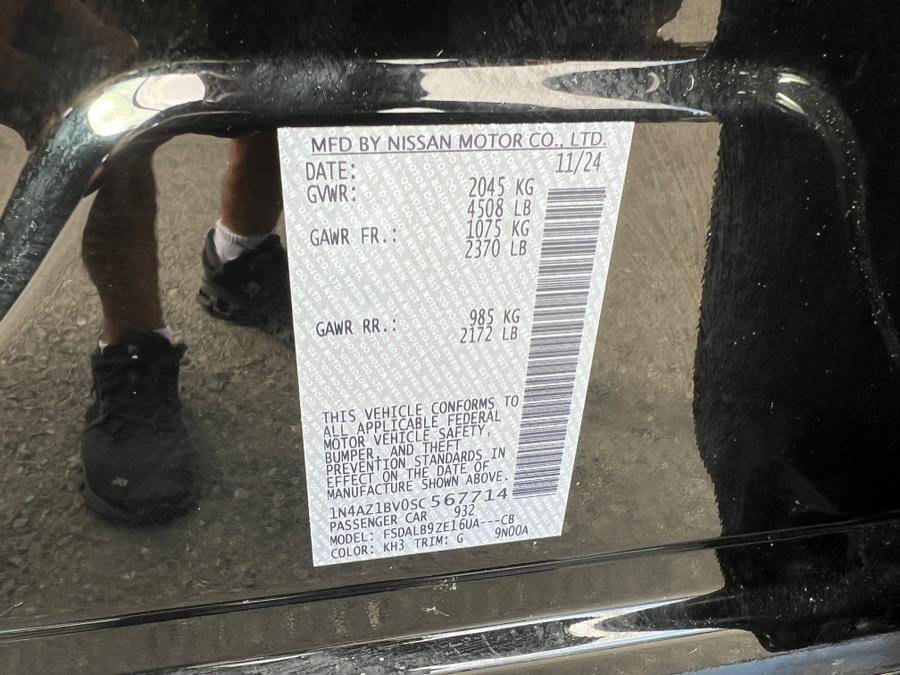 MFD BY NISSAN MOTOR CO., LTD.
DATE: 11/24
GVWR: 2045 KG
4508 LB
GAWR FR.: 1075 KG
2370 LB
GAWR RR.: 985 KG
2172 LB
THIS VEHICLE CONFORMS TO
ALL APPLICABLE FEDERAL
MOTOR VEHICLE SAFETY,
BUMPER, AND THEFT
PREVENTION STANDARDS IN
EFFECT ON THE DATE OF
MANUFACTURE SHOWN ABOVE.
1N4AZ1BV0SC567714
PASSENGER CAR 932
MODEL: FSDALB9ZE16UA---CB
COLOR: KH3 TRIM: G 9N00A